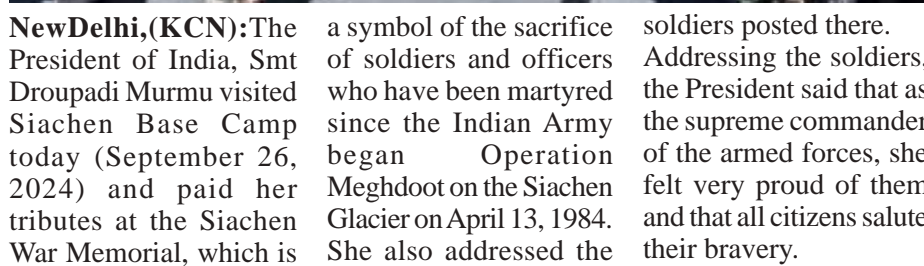 NewDelhi,(KCN):The
President of India, Smt
Droupadi Murmu visited
Siachen Base Camp
today (September 26,
2024) and paid her
tributes at the Siachen
War Memorial, which is
a symbol of the sacrifice
of soldiers and officers
who have been martyred
since the Indian Army
began Operation
Meghdoot on the Siachen
Glacier on April 13, 1984.
She also addressed the
soldiers posted there.
Addressing the soldiers,
the President said that as
the supreme commander
of the armed forces, she
felt very proud of them
and that all citizens salute
their bravery.